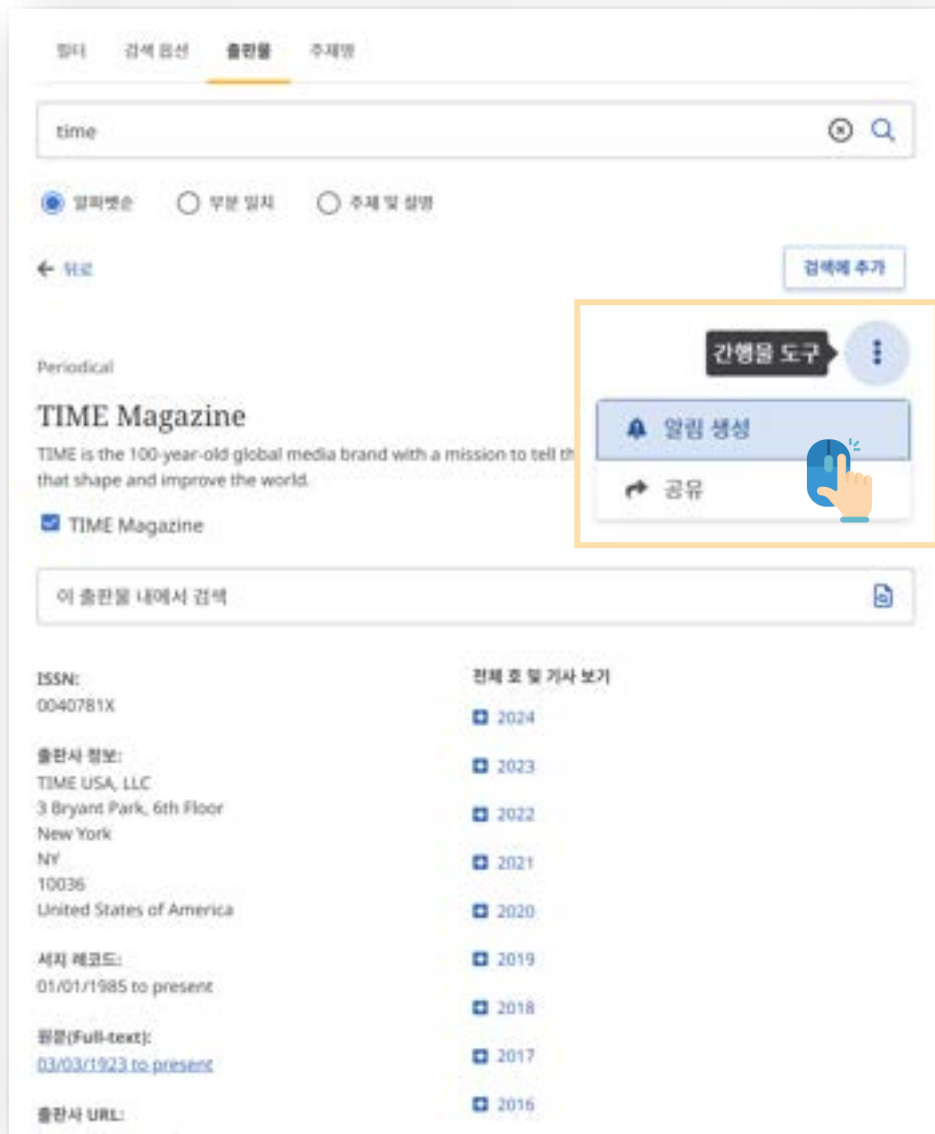 필터 검색 옵션 출판물 주제명
time
알파벳순 부분 일치 주제 및 설명
뒤로 검색에 추가
간행물 도구
Periodical
TIME Magazine
알림 생성
TIME is the 100-year-old global media brand with a mission to tell th
that shape and improve the world.
공유
TIME Magazine
이 출판물 내에서 검색
ISSN:
0040781X
출판사 정보:
TIME USA, LLC
3 Bryant Park, 6th Floor
New York
NY
10036
United States of America
서지 레코드:
01/01/1985 to present
원문(Full-text):
03/03/1923 to present
출판사 URL:
전체 호 및 기사 보기
2024
2023
2022
2021
2020
2019
2018
2017
2016